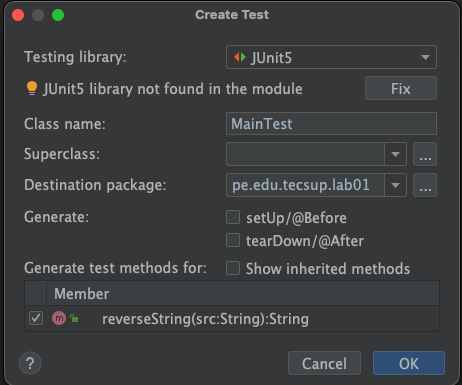 Create Test
Testing library: JUnit5
JUnit5 library not found in the module Fix
Class name: MainTest
Superclass: ...
Destination package: pe.edu.tecsup.lab01 ...
Generate: setUp/@Before
tearDown/@After
Generate test methods for: Show inherited methods
Member
m reverseString(src:String):String
? Cancel OK